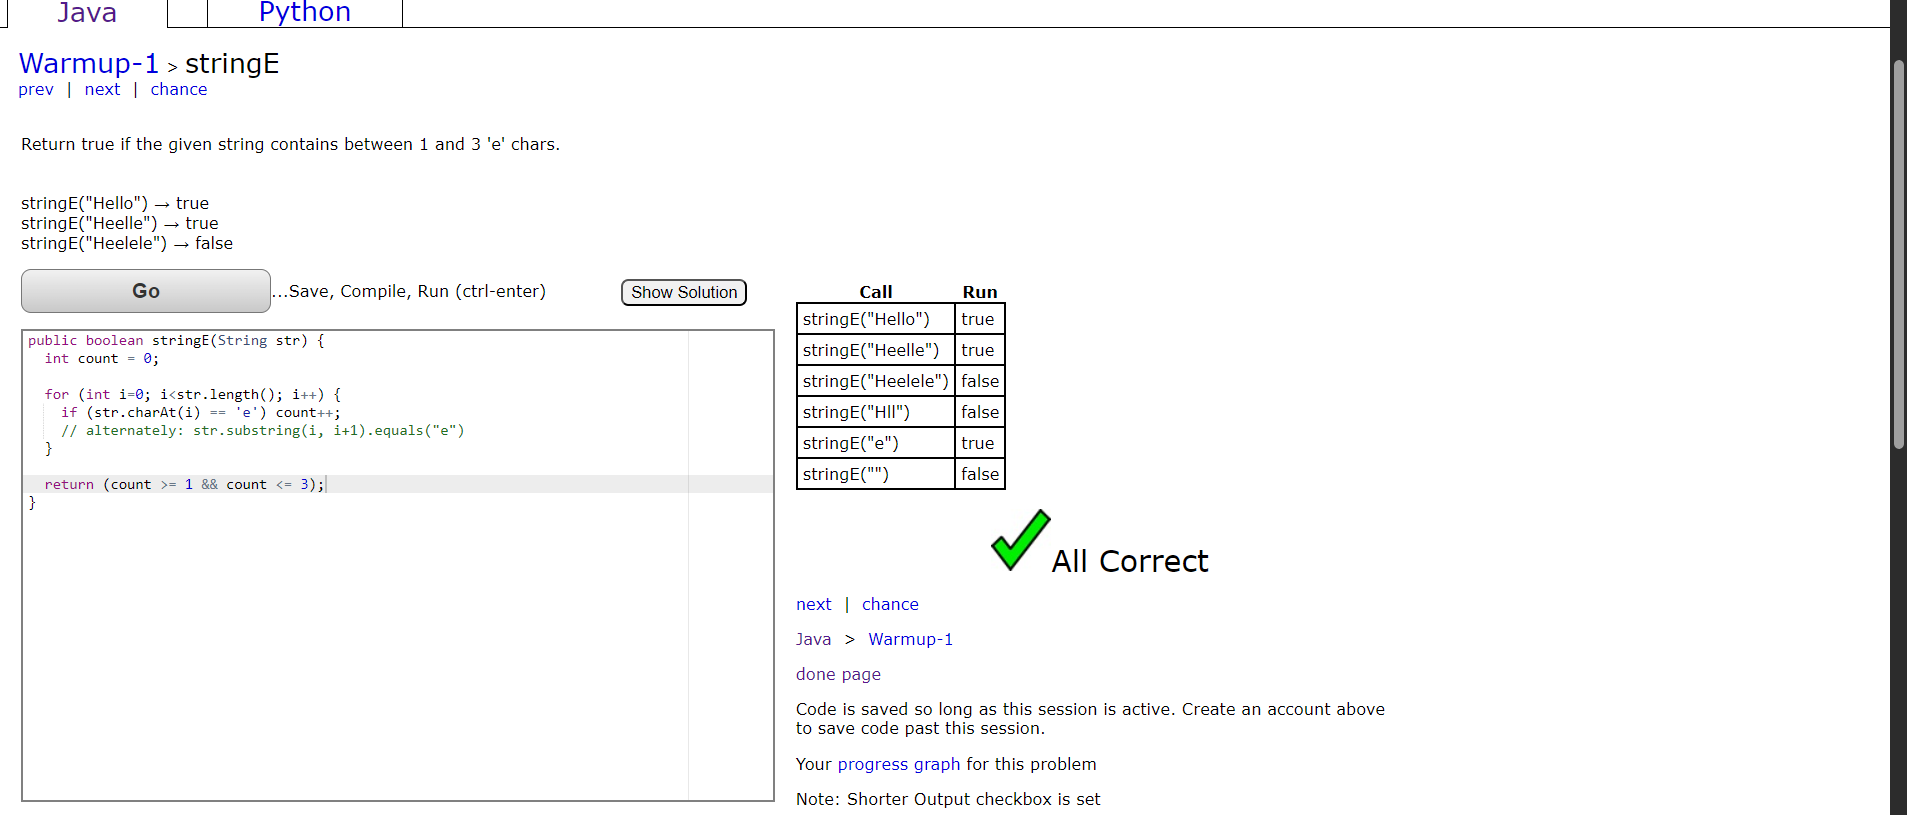 Java Python
Warmup-1 > stringE
prev | next | chance
Return true if the given string contains between 1 and 3 'e' chars.
stringE("Hello") → true
stringE("Heelle") → true
stringE("Heelele") → false
Go ...Save, Compile, Run (ctrl-enter) Show Solution
public boolean stringE(String str) {
  int count = 0;

  for (int i=0; i<str.length(); i++) {
    if (str.charAt(i) == 'e') count++;
    // alternately: str.substring(i, i+1).equals("e")
  }

  return (count >= 1 && count <= 3);
}
Call Run
stringE("Hello") true
stringE("Heelle") true
stringE("Heelele") false
stringE("Hll") false
stringE("e") true
stringE("") false
All Correct
next | chance
Java > Warmup-1
done page
Code is saved so long as this session is active. Create an account above
to save code past this session.
Your progress graph for this problem
Note: Shorter Output checkbox is set